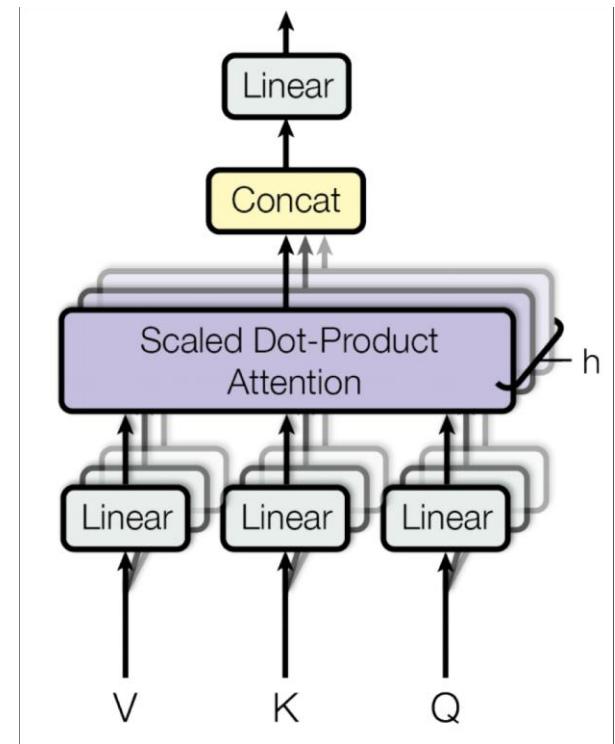 Linear
Concat
Scaled Dot-Product
Attention
h
Linear Linear Linear
V K Q